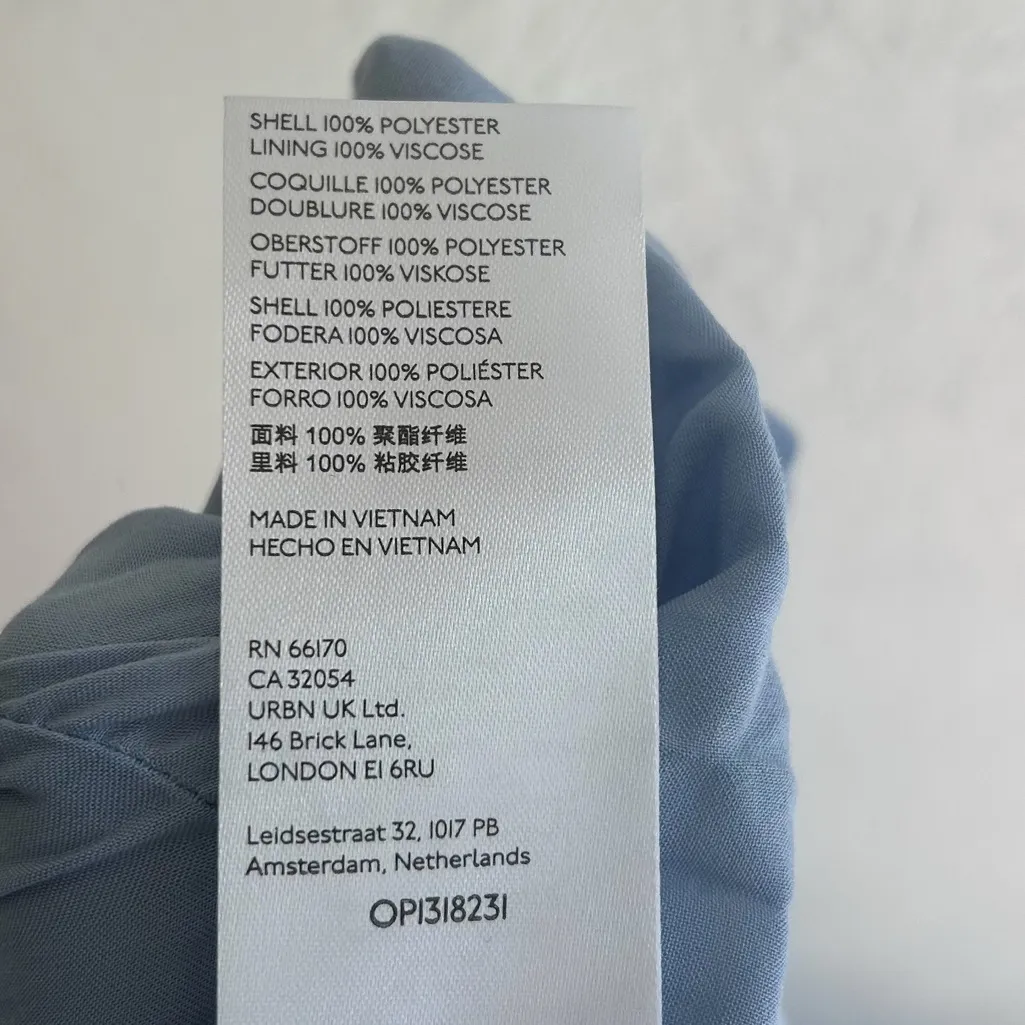 SHELL 100% POLYESTER
LINING 100% VISCOSE
COQUILLE 100% POLYESTER
DOUBLURE 100% VISCOSE
OBERSTOFF 100% POLYESTER
FUTTER 100% VISKOSE
SHELL 100% POLIESTERE
FODERA 100% VISCOSA
EXTERIOR 100% POLIÉSTER
FORRO 100% VISCOSA
面料 100% 聚酯纤维
里料 100% 粘胶纤维
MADE IN VIETNAM
HECHO EN VIETNAM
RN 66170
CA 32054
URBN UK Ltd.
146 Brick Lane,
LONDON E1 6RU
Leidsestraat 32, 1017 PB
Amsterdam, Netherlands
OP1318231